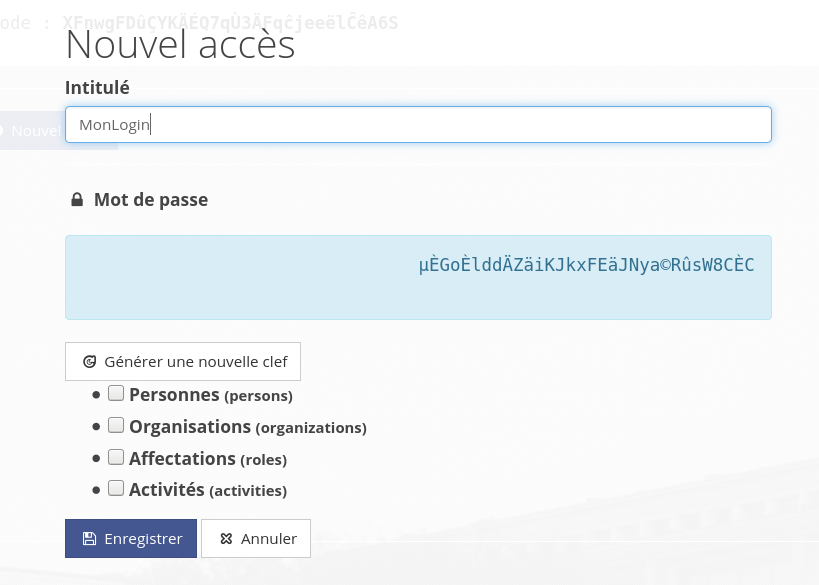 ode : XFnwgFDûÇYKÄÉQ7qÙ3ÄFqĉjeeëlĈêA6S
Nouvel accès
Intitulé
Nouvel
MonLogin
Mot de passe
µÈGoÈlddÄZäiKJkxFEäJNya©RûsW8CÈC
Générer une nouvelle clef
Personnes (persons)
Organisations (organizations)
Affectations (roles)
Activités (activities)
Enregistrer
Annuler